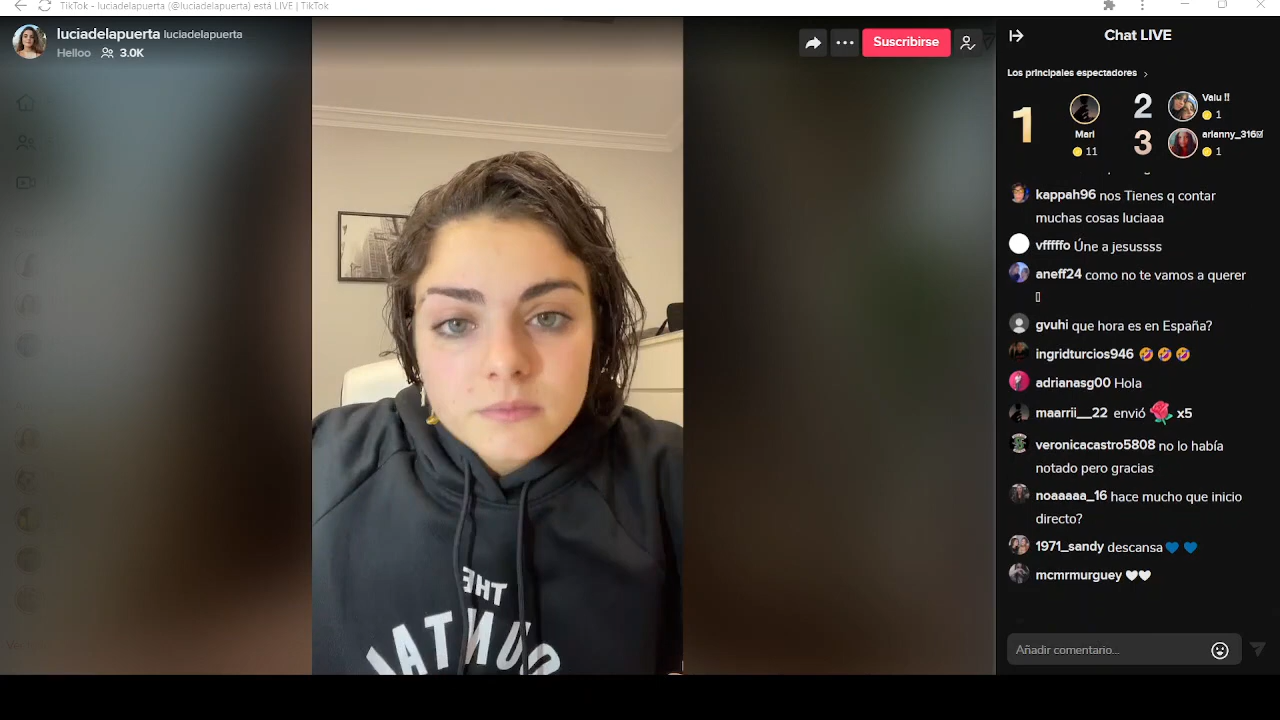 TikTok - luciadelapuerta (@luciadelapuerta) está LIVE | TikTok
luciadelapuerta luciadelapuerta
Helloo 3.0K
Suscribirse
Chat LIVE
Los principales espectadores
1
Mari
11
2
Valu !!
1
3
arianny_316
1
kappah96 nos Tienes q contar
muchas cosas luciaaa
vfffffo Úne a jesussss
aneff24 como no te vamos a querer
gvuhi que hora es en España?
ingridturcios946 🤣 🤣 🤣
adrianasg00 Hola
maarrii__22 envió 🌹 x5
veronicacastro5808 no lo había
notado pero gracias
noaaaaa_16 hace mucho que inicio
directo?
1971_sandy descansa💙 💙
mcmrmurguey 🤍🤍
Añadir comentario...
THE